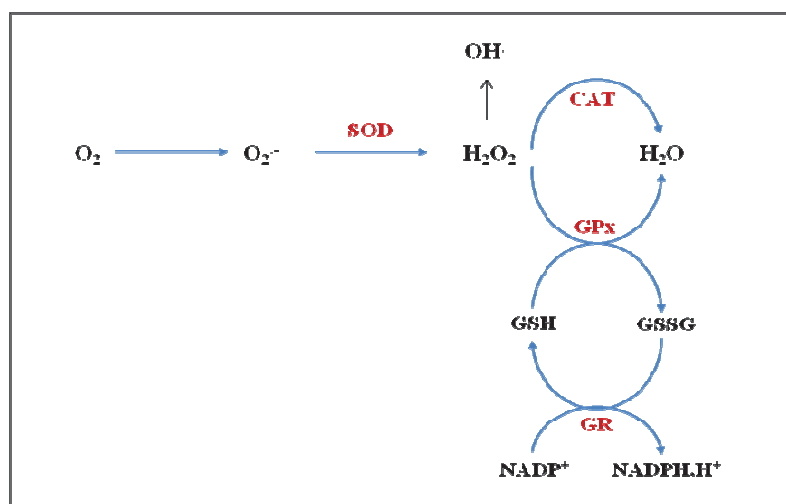 OH·
CAT
SOD
O₂ O₂·- H₂O₂ H₂O
GPx
GSH GSSG
GR
NADP⁺ NADPH,H⁺